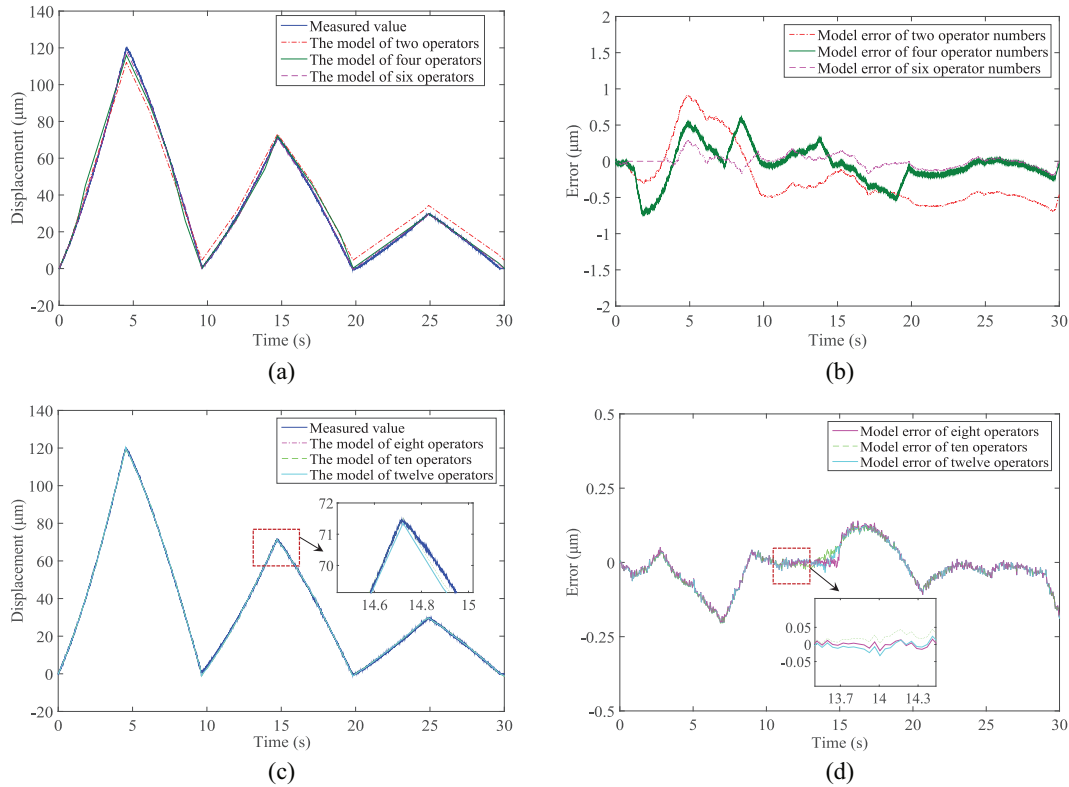 140
120
100
80
60
40
20
0
-20
Displacement (μm)
Measured value
The model of two operators
The model of four operators
The model of six operators
0 5 10 15 20 25 30
Time (s)
(a)
2
1.5
1
0.5
0
-0.5
-1
-1.5
-2
Error (μm)
Model error of two operator numbers
Model error of four operator numbers
Model error of six operator numbers
0 5 10 15 20 25 30
Time (s)
(b)
140
120
100
80
60
40
20
0
-20
Displacement (μm)
Measured value
The model of eight operators
The model of ten operators
The model of twelve operators
72
71
70
14.6 14.8 15
0 5 10 15 20 25 30
Time (s)
(c)
0.5
0.25
0
-0.25
-0.5
Error (μm)
Model error of eight operators
Model error of ten operators
Model error of twelve operators
0.05
0
-0.05
13.7 14 14.3
0 5 10 15 20 25 30
Time (s)
(d)